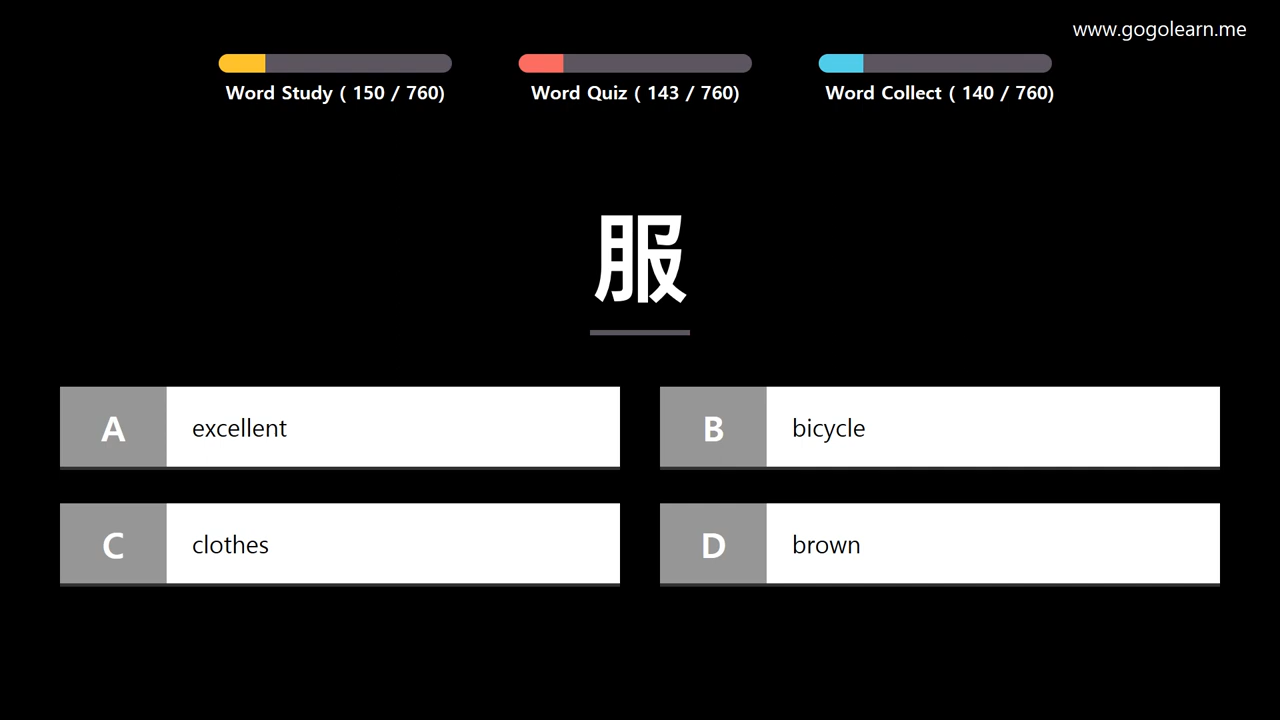 www.gogolearn.me
Word Study ( 150 / 760)
Word Quiz ( 143 / 760)
Word Collect ( 140 / 760)
服
A excellent
B bicycle
C clothes
D brown